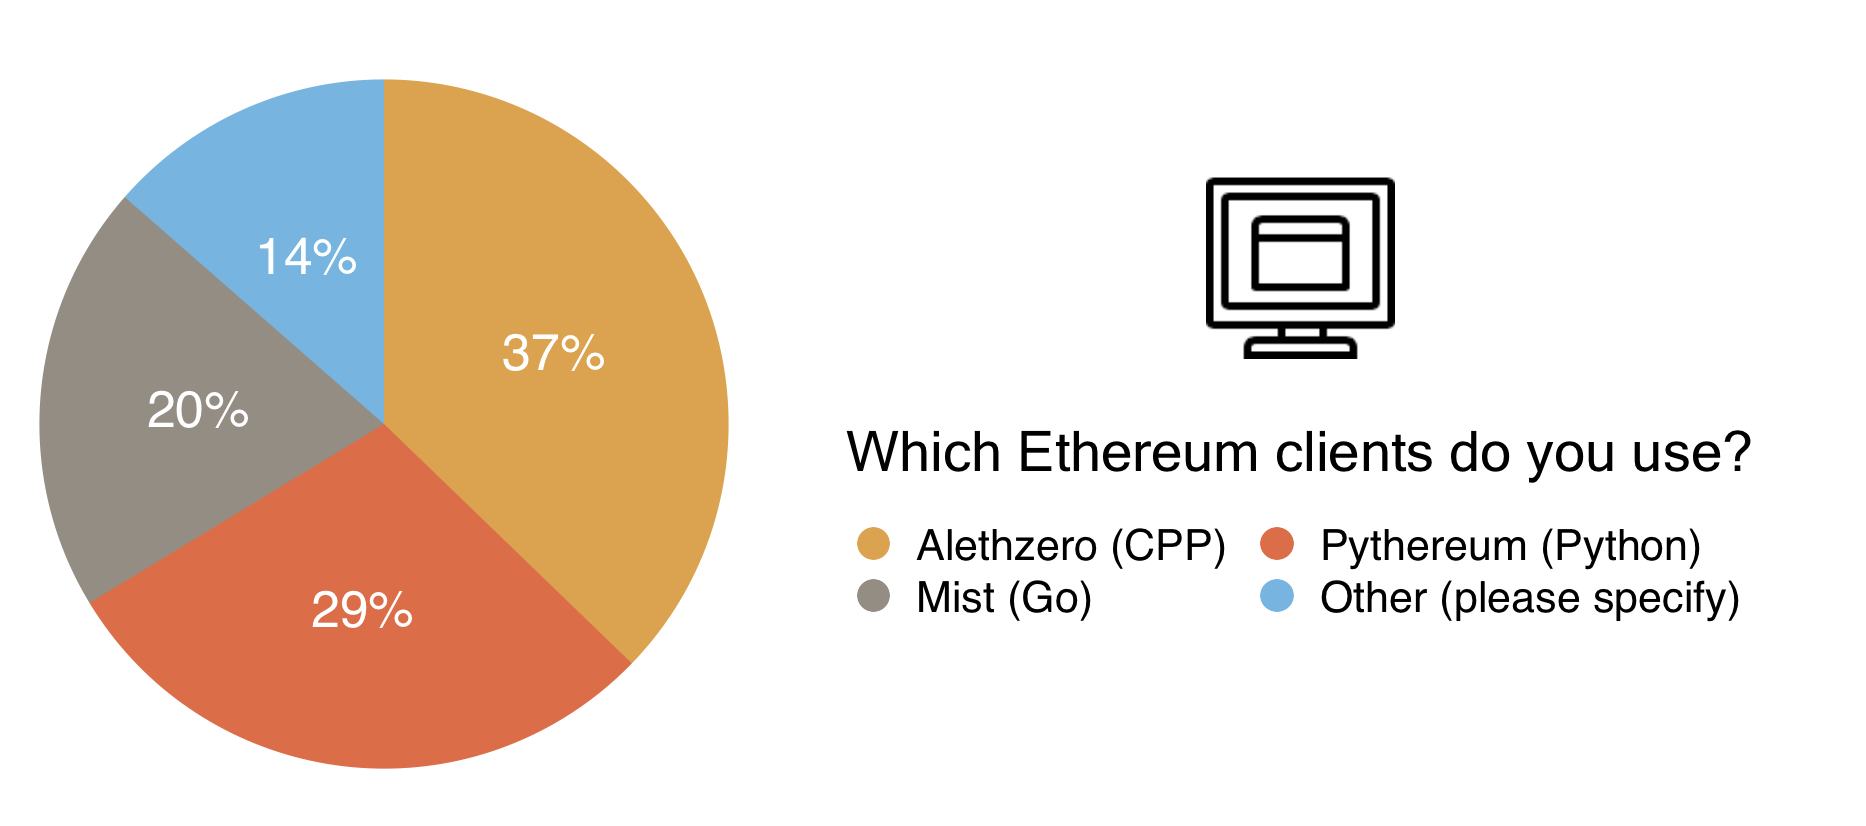 14%
37%
20%
29%
Which Ethereum clients do you use?
Alethzero (CPP) Pythereum (Python)
Mist (Go) Other (please specify)